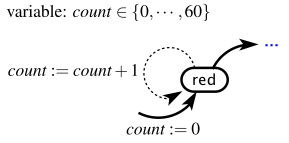 variable: count ∈ {0, ⋯, 60}
count := count + 1
red
...
count := 0